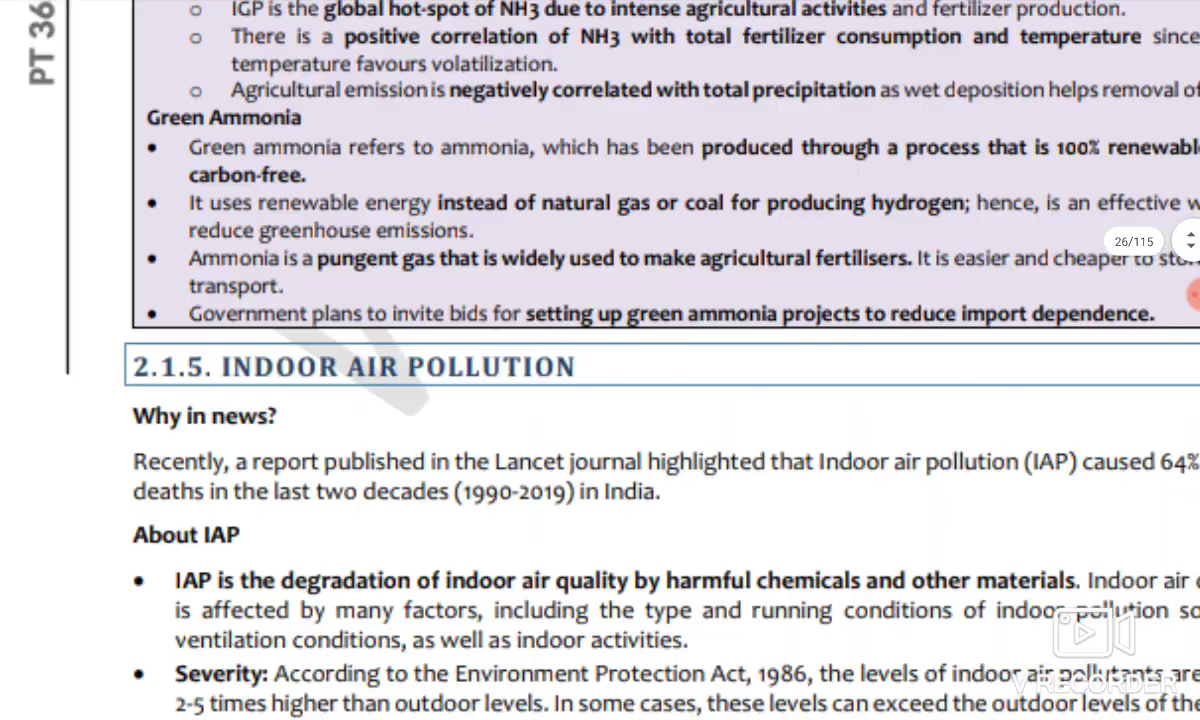 PT 36
o IGP is the global hot-spot of NH3 due to intense agricultural activities and fertilizer production.
o There is a positive correlation of NH3 with total fertilizer consumption and temperature since
temperature favours volatilization.
o Agricultural emission is negatively correlated with total precipitation as wet deposition helps removal of
Green Ammonia
• Green ammonia refers to ammonia, which has been produced through a process that is 100% renewable
carbon-free.
• It uses renewable energy instead of natural gas or coal for producing hydrogen; hence, is an effective
reduce greenhouse emissions.
26/115
• Ammonia is a pungent gas that is widely used to make agricultural fertilisers. It is easier and cheaper to
transport.
• Government plans to invite bids for setting up green ammonia projects to reduce import dependence.
2.1.5. INDOOR AIR POLLUTION
Why in news?
Recently, a report published in the Lancet journal highlighted that Indoor air pollution (IAP) caused 64%
deaths in the last two decades (1990-2019) in India.
About IAP
• IAP is the degradation of indoor air quality by harmful chemicals and other materials. Indoor air
is affected by many factors, including the type and running conditions of indoor pollution
ventilation conditions, as well as indoor activities.
• Severity: According to the Environment Protection Act, 1986, the levels of indoor air pollutants are
2-5 times higher than outdoor levels. In some cases, these levels can exceed the outdoor levels of
V RECORDER